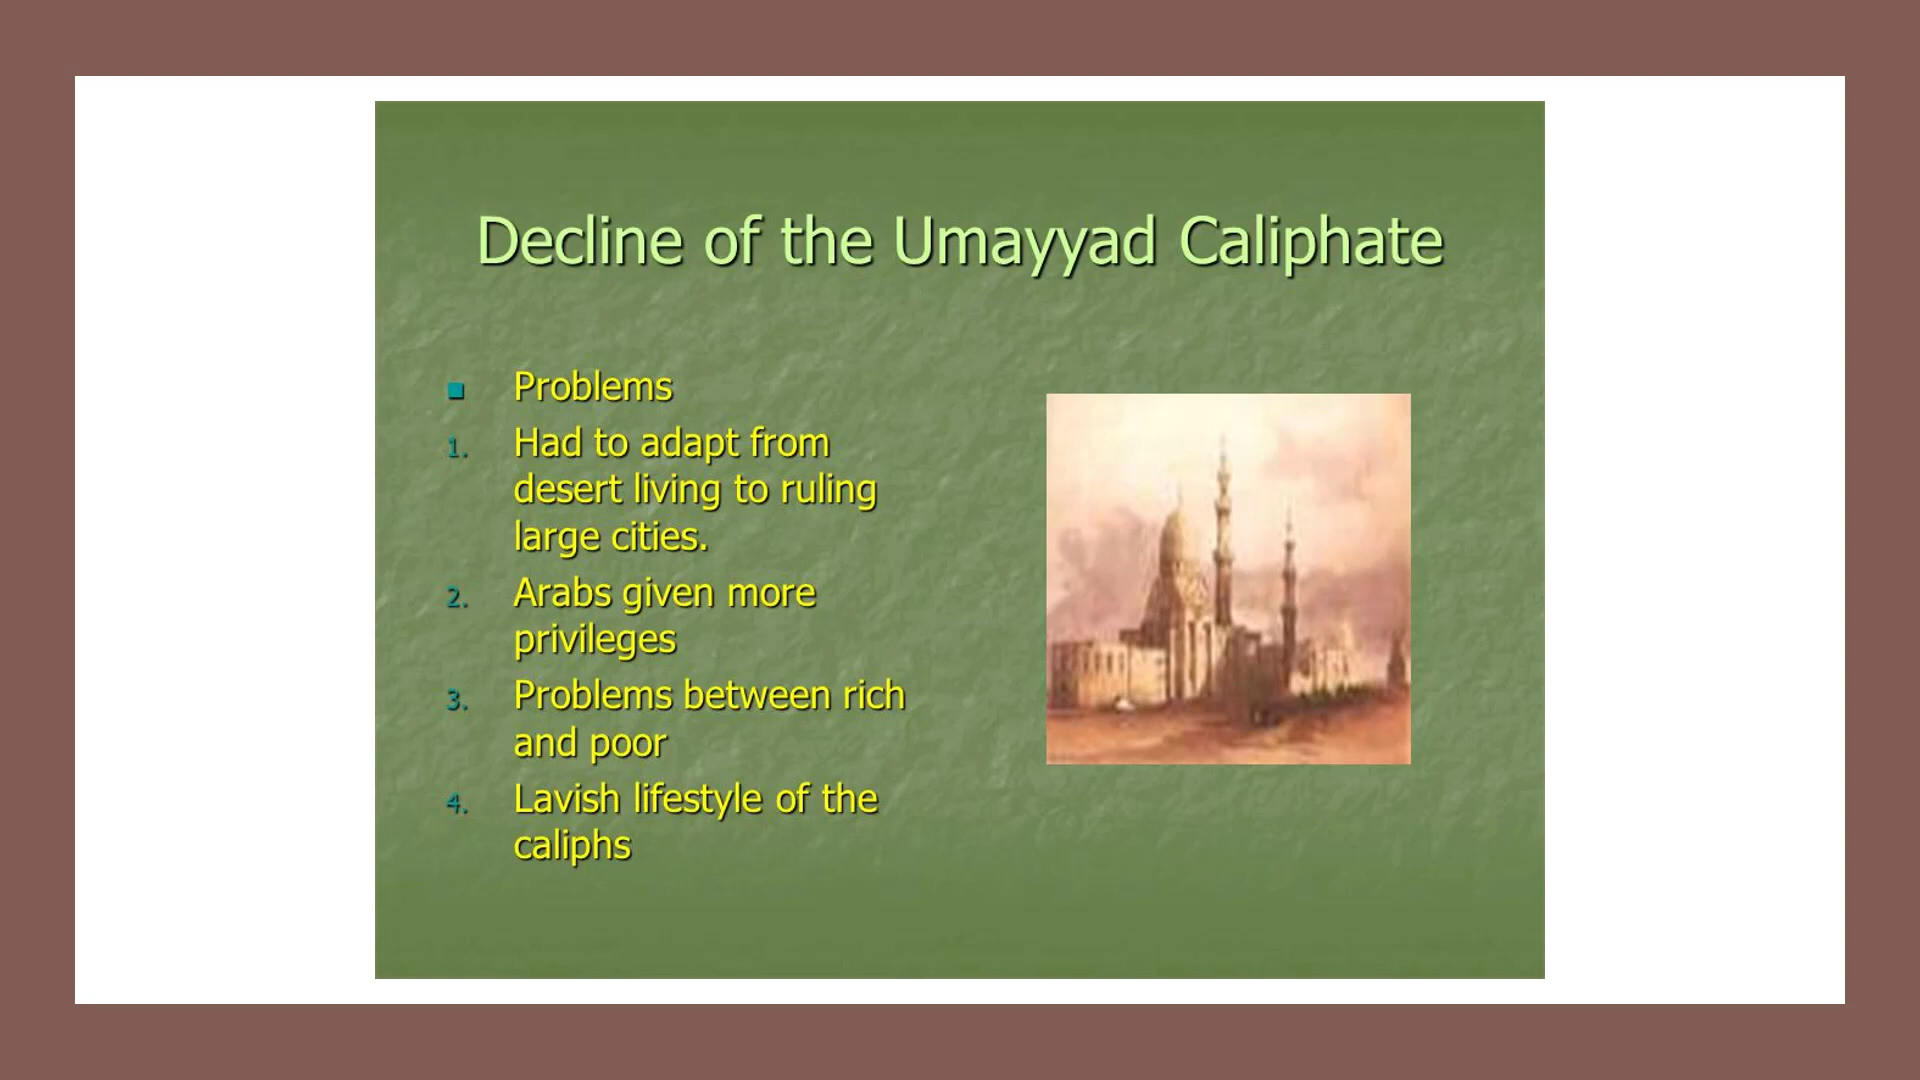 Decline of the Umayyad Caliphate
■ Problems
1. Had to adapt from
desert living to ruling
large cities.
2. Arabs given more
privileges
3. Problems between rich
and poor
4. Lavish lifestyle of the
caliphs